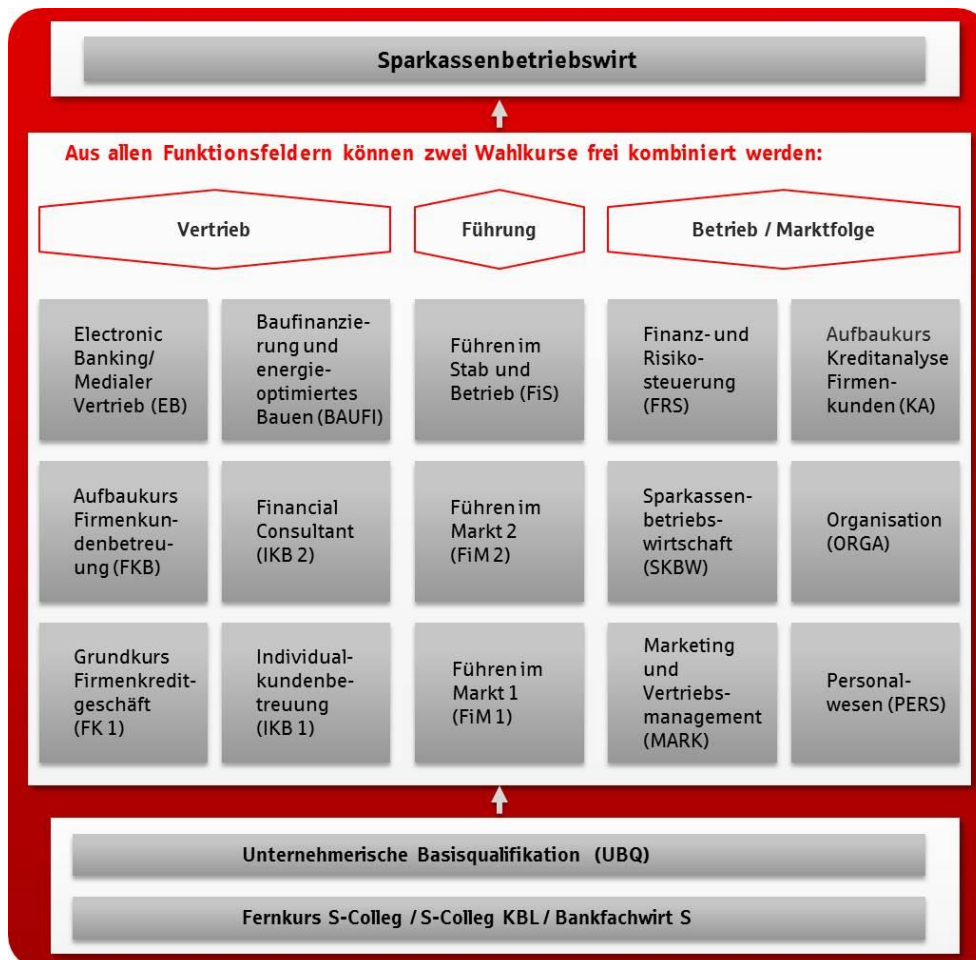 Sparkassenbetriebswirt
Aus allen Funktionsfeldern können zwei Wahlkurse frei kombiniert werden:
Vertrieb
Führung
Betrieb / Marktfolge
Electronic
Banking/
Medialer
Vertrieb (EB)
Baufinanzie-
rung und
energie-
optimiertes
Bauen (BAUFI)
Führen im
Stab und
Betrieb (FiS)
Finanz- und
Risiko-
steuerung
(FRS)
Aufbaukurs
Kreditanalyse
Firmen-
kunden (KA)
Aufbaukurs
Firmenkun-
denbetreu-
ung (FKB)
Financial
Consultant
(IKB 2)
Führen im
Markt 2
(FiM 2)
Sparkassen-
betriebs-
wirtschaft
(SKBW)
Organisation
(ORGA)
Grundkurs
Firmenkredit-
geschäft
(FK 1)
Individual-
kundenbe-
treuung
(IKB 1)
Führen im
Markt 1
(FiM 1)
Marketing
und
Vertriebs-
management
(MARK)
Personal-
wesen (PERS)
Unternehmerische Basisqualifikation (UBQ)
Fernkurs S-Colleg / S-Colleg KBL / Bankfachwirt S